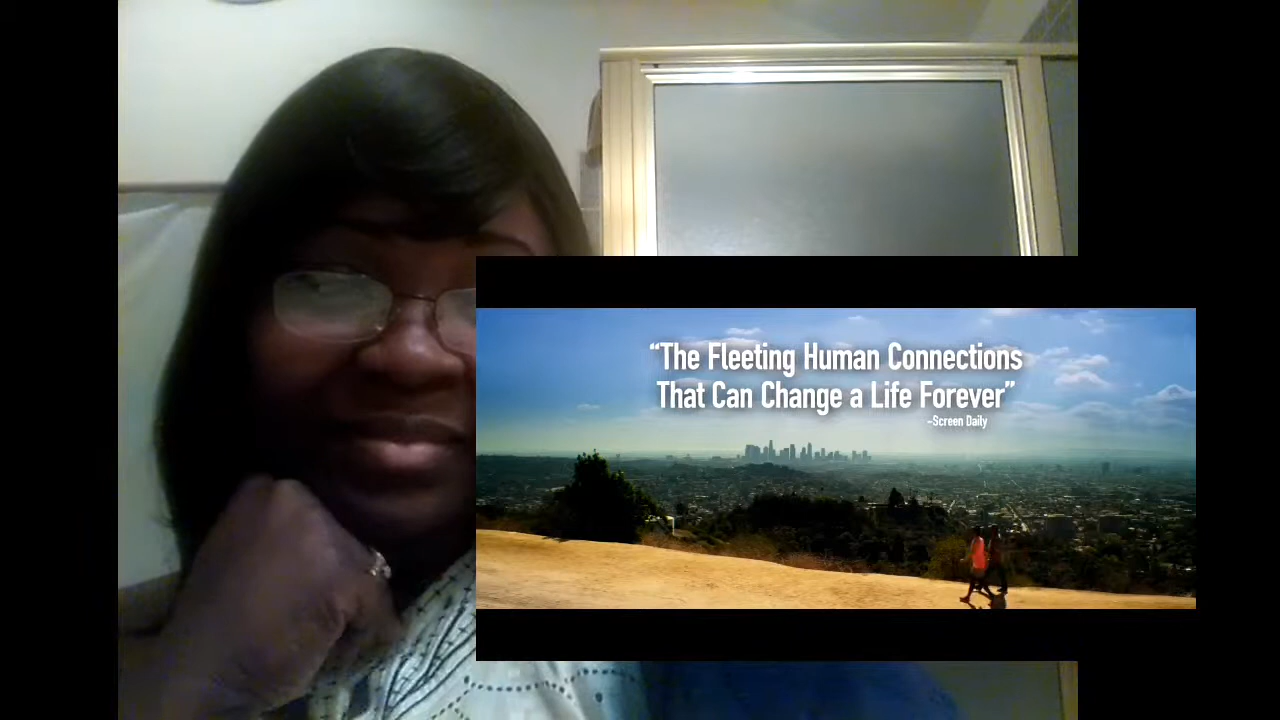 “The Fleeting Human Connections
That Can Change a Life Forever”
-Screen Daily